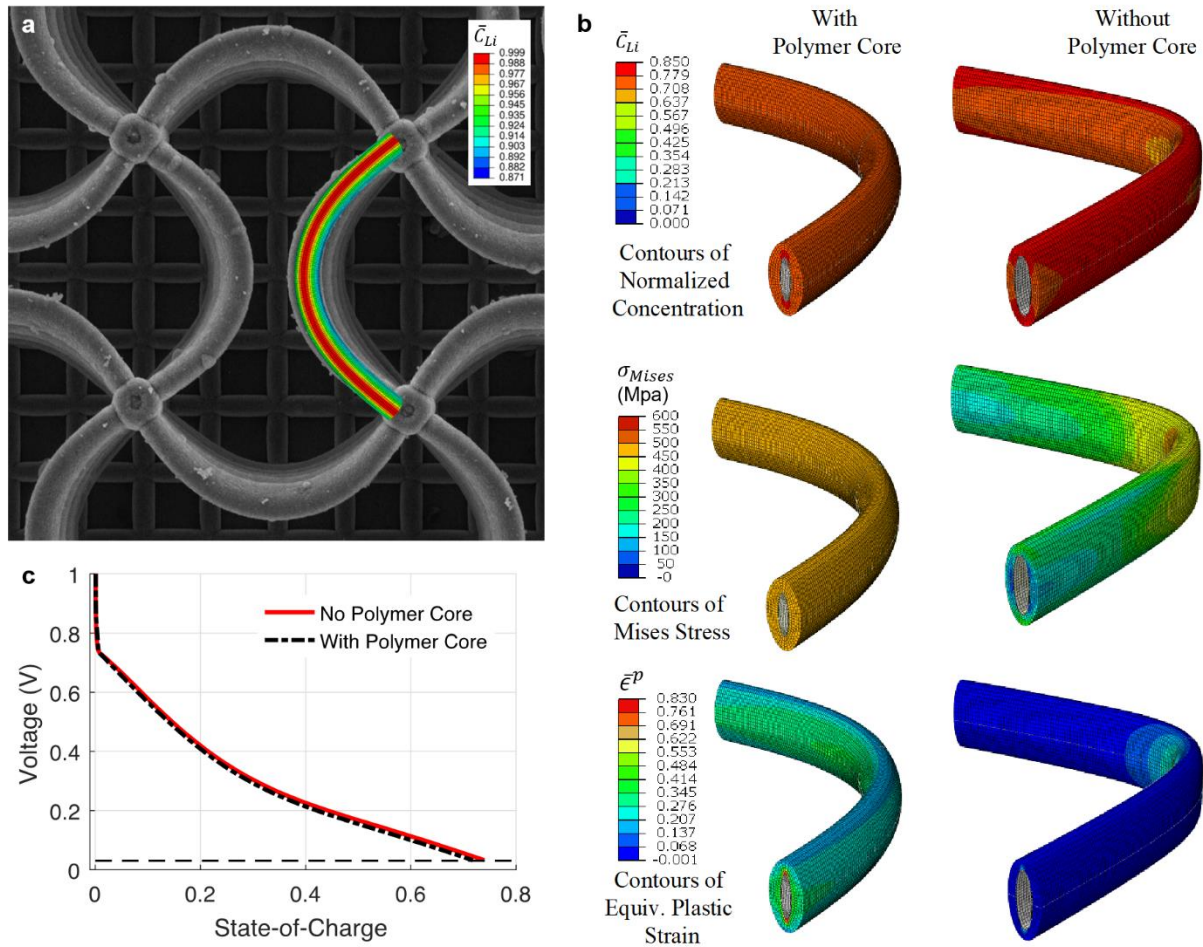 a
C̄Li
0.999
0.988
0.977
0.967
0.956
0.945
0.935
0.924
0.914
0.903
0.892
0.882
0.871
b
With
Polymer Core
Without
Polymer Core
C̄Li
0.850
0.779
0.708
0.637
0.567
0.496
0.425
0.354
0.283
0.213
0.142
0.071
0.000
Contours of
Normalized
Concentration
σMises
(Mpa)
600
550
500
450
400
350
300
250
200
150
100
50
-0
Contours of
Mises Stress
ε̄p
0.830
0.761
0.691
0.622
0.553
0.484
0.414
0.345
0.276
0.207
0.137
0.068
-0.001
Contours of
Equiv. Plastic
Strain
c
No Polymer Core
With Polymer Core
Voltage (V)
1
0.8
0.6
0.4
0.2
0
0
0.2
0.4
0.6
0.8
State-of-Charge